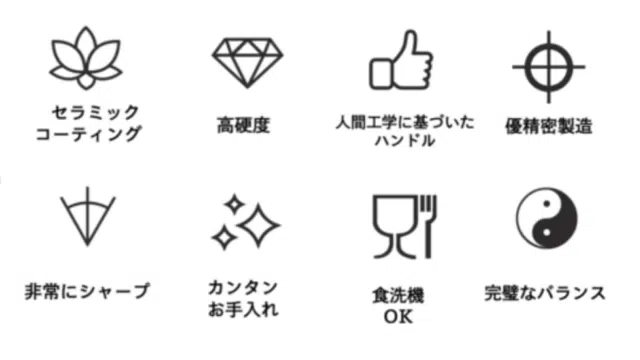 セラミック
コーティング
高硬度
人間工学に基づいた
ハンドル
優精密製造
非常にシャープ
カンタン
お手入れ
食洗機
OK
完璧なバランス